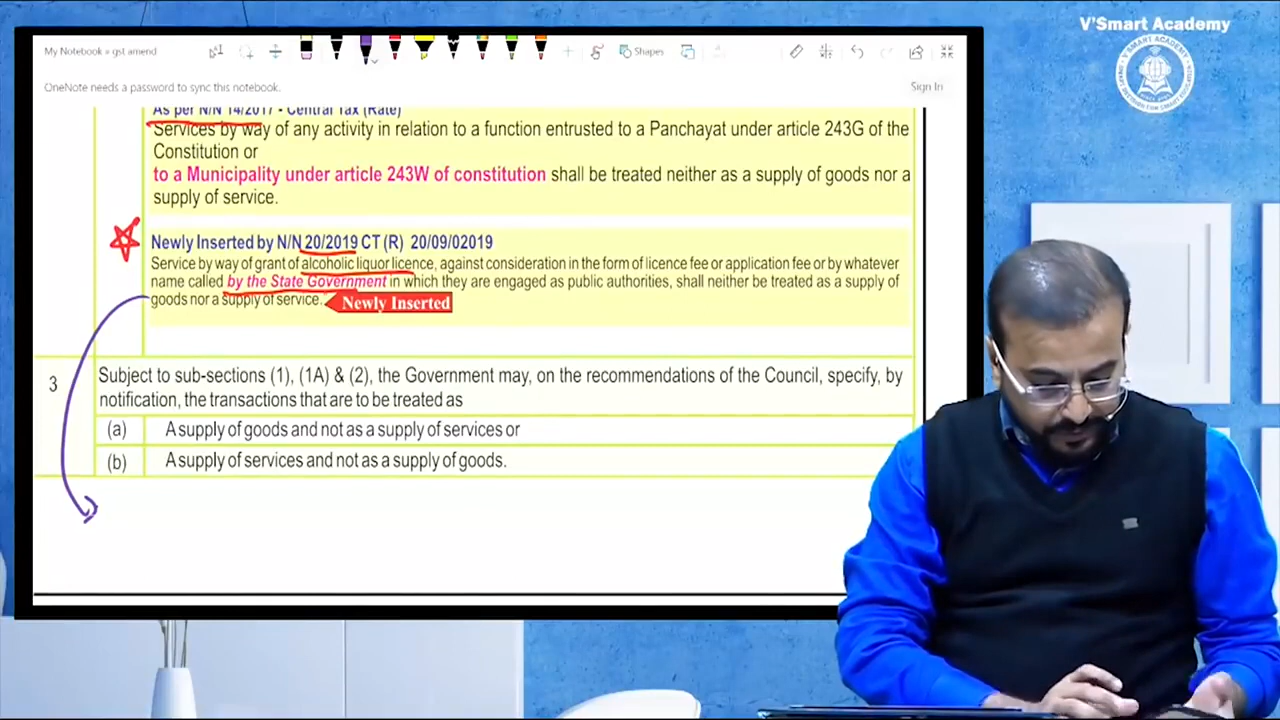 V'Smart Academy
My Notebook » gst amend
Shapes
OneNote needs a password to sync this notebook.
Sign In
As per N/N 14/2017 - Central Tax (Rate)
Services by way of any activity in relation to a function entrusted to a Panchayat under article 243G of the
Constitution or
to a Municipality under article 243W of constitution shall be treated neither as a supply of goods nor a
supply of service.
Newly Inserted by N/N 20/2019 CT (R) 20/09/02019
Service by way of grant of alcoholic liquor licence, against consideration in the form of licence fee or application fee or by whatever
name called by the State Government in which they are engaged as public authorities, shall neither be treated as a supply of
goods nor a supply of service.
Newly Inserted
3
Subject to sub-sections (1), (1A) & (2), the Government may, on the recommendations of the Council, specify, by
notification, the transactions that are to be treated as
(a) A supply of goods and not as a supply of services or
(b) A supply of services and not as a supply of goods.